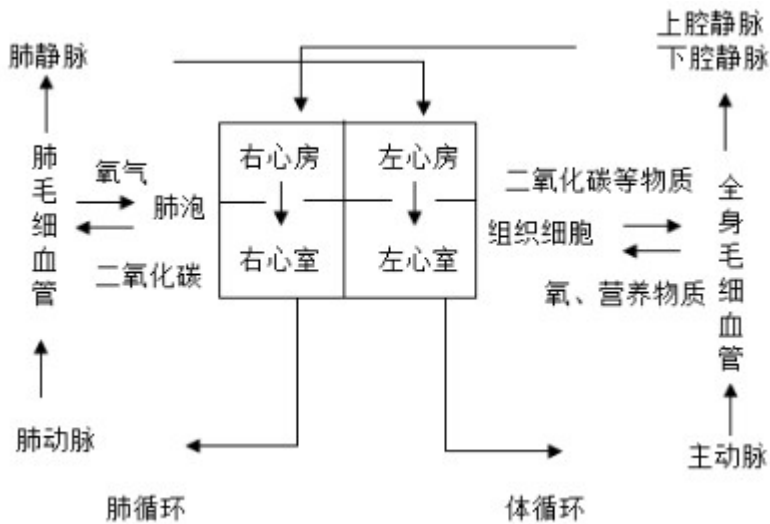 上腔静脉
肺静脉
下腔静脉
右心房
左心房
氧气
肺泡
二氧化碳
肺毛细血管
右心室
左心室
二氧化碳等物质
组织细胞
氧、营养物质
全身毛细血管
肺动脉
主动脉
肺循环
体循环